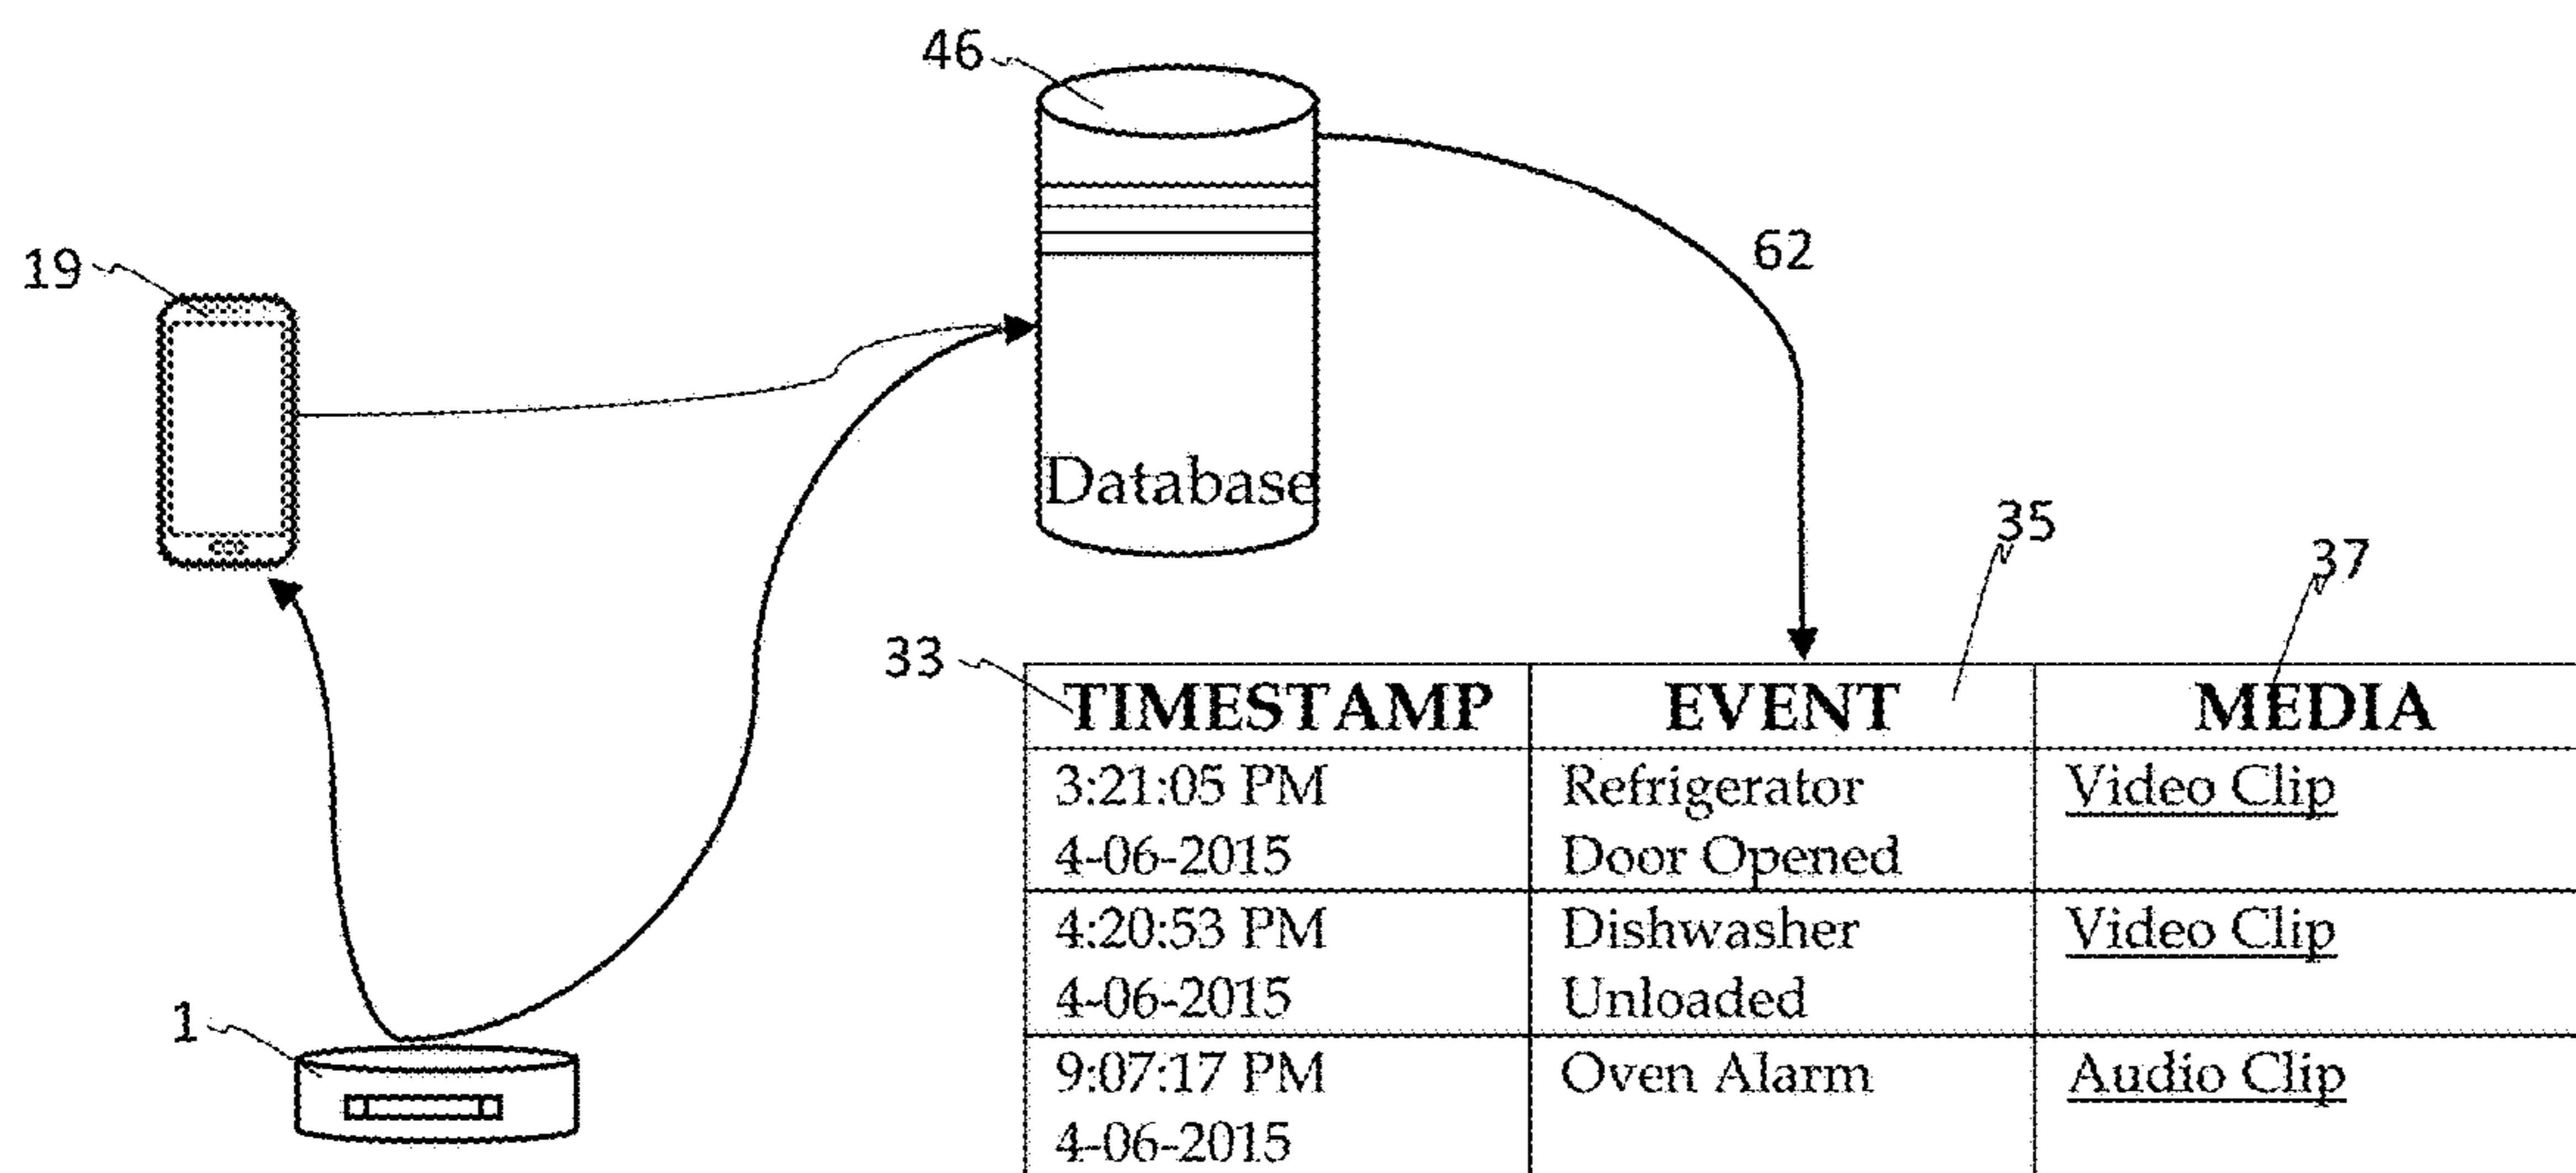 46
19
62
Database
35
37
33
TIMESTAMP EVENT MEDIA
3:21:05 PM Refrigerator Video Clip
4-06-2015 Door Opened
4:20:53 PM Dishwasher Video Clip
4-06-2015 Unloaded
1
9:07:17 PM Oven Alarm Audio Clip
4-06-2015